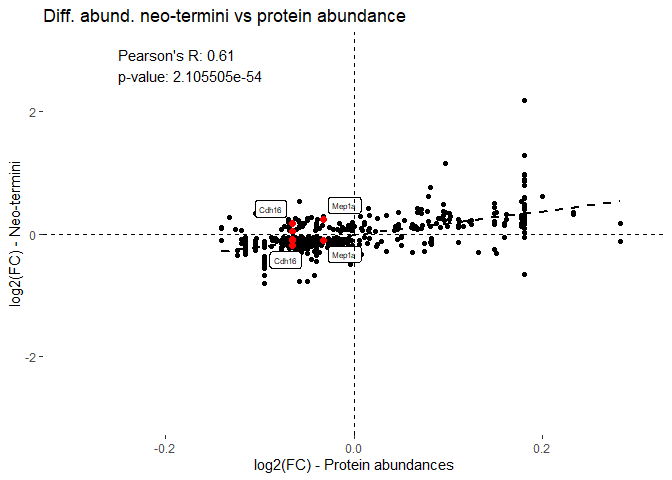 Diff. abund. neo-termini vs protein abundance
Pearson's R: 0.61
p-value: 2.105505e-54
2
Cdh16
Mep1a
0
Cdh16
Mep1a
-2
log2(FC) - Neo-termini
-0.2
0.0
0.2
log2(FC) - Protein abundances